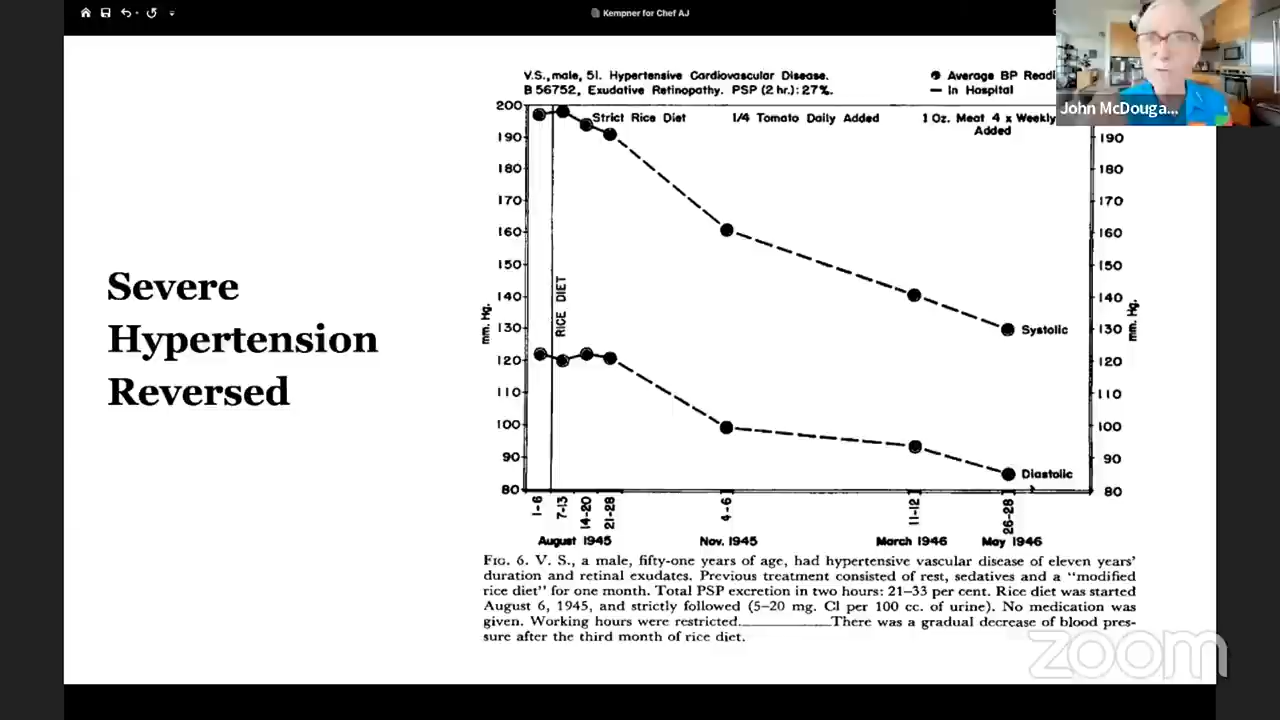 Kempner for Chef AJ
John McDouga...
Severe
Hypertension
Reversed
V.S., male, 51. Hypertensive Cardiovascular Disease.
B 56752, Exudative Retinopathy. PSP (2 hr.): 27%.
Average BP Readi
In Hospital
Strict Rice Diet
1/4 Tomato Daily Added
1 Oz. Meat 4 x Weekly
Added
RICE DIET
mm. Hg.
200
190
180
170
160
150
140
130
120
110
100
90
80
Systolic
Diastolic
190
180
170
160
150
140
130
120
110
100
90
80
mm. Hg.
1-6
7-13
14-20
21-28
4-6
11-12
26-28
August 1945
Nov. 1945
March 1946
May 1946
FIG. 6. V. S., a male, fifty-one years of age, had hypertensive vascular disease of eleven years'
duration and retinal exudates. Previous treatment consisted of rest, sedatives and a "modified
rice diet" for one month. Total PSP excretion in two hours: 21–33 per cent. Rice diet was started
August 6, 1945, and strictly followed (5–20 mg. Cl per 100 cc. of urine). No medication was
given. Working hours were restricted.__________There was a gradual decrease of blood pres-
sure after the third month of rice diet.
zoom